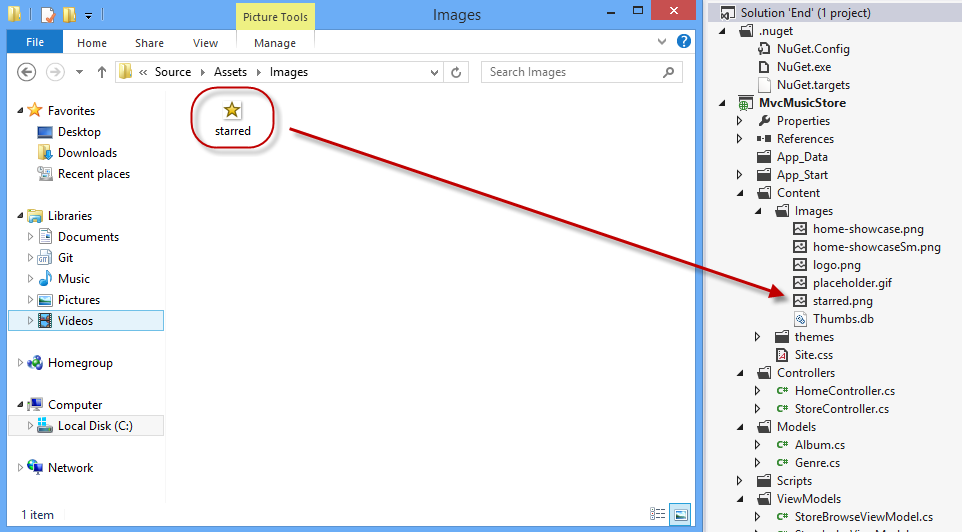 Picture Tools
Images
File
Home
Share
View
Manage
« Source
Assets
Images
Search Images
Favorites
Desktop
Downloads
Recent places
Libraries
Documents
Git
Music
Pictures
Videos
Homegroup
Computer
Local Disk (C:)
Network
starred
1 item
Solution 'End' (1 project)
.nuget
NuGet.Config
NuGet.exe
NuGet.targets
MvcMusicStore
Properties
References
App_Data
App_Start
Content
Images
home-showcase.png
home-showcaseSm.png
logo.png
placeholder.gif
starred.png
Thumbs.db
themes
Site.css
Controllers
C# HomeController.cs
C# StoreController.cs
Models
C# Album.cs
C# Genre.cs
Scripts
ViewModels
C# StoreBrowseViewModel.cs